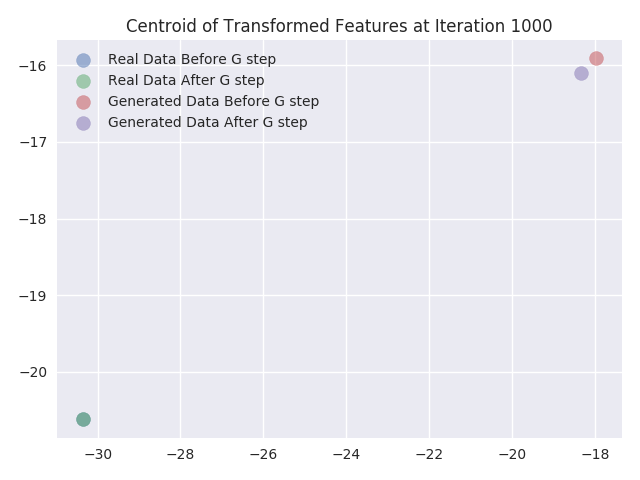 Centroid of Transformed Features at Iteration 1000
Real Data Before G step
Real Data After G step
Generated Data Before G step
Generated Data After G step
−16
−17
−18
−19
−20
−30 −28 −26 −24 −22 −20 −18